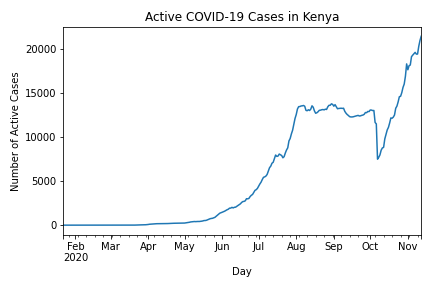 Active COVID-19 Cases in Kenya
Number of Active Cases
20000
15000
10000
5000
0
Feb Mar Apr May Jun Jul Aug Sep Oct Nov
2020
Day